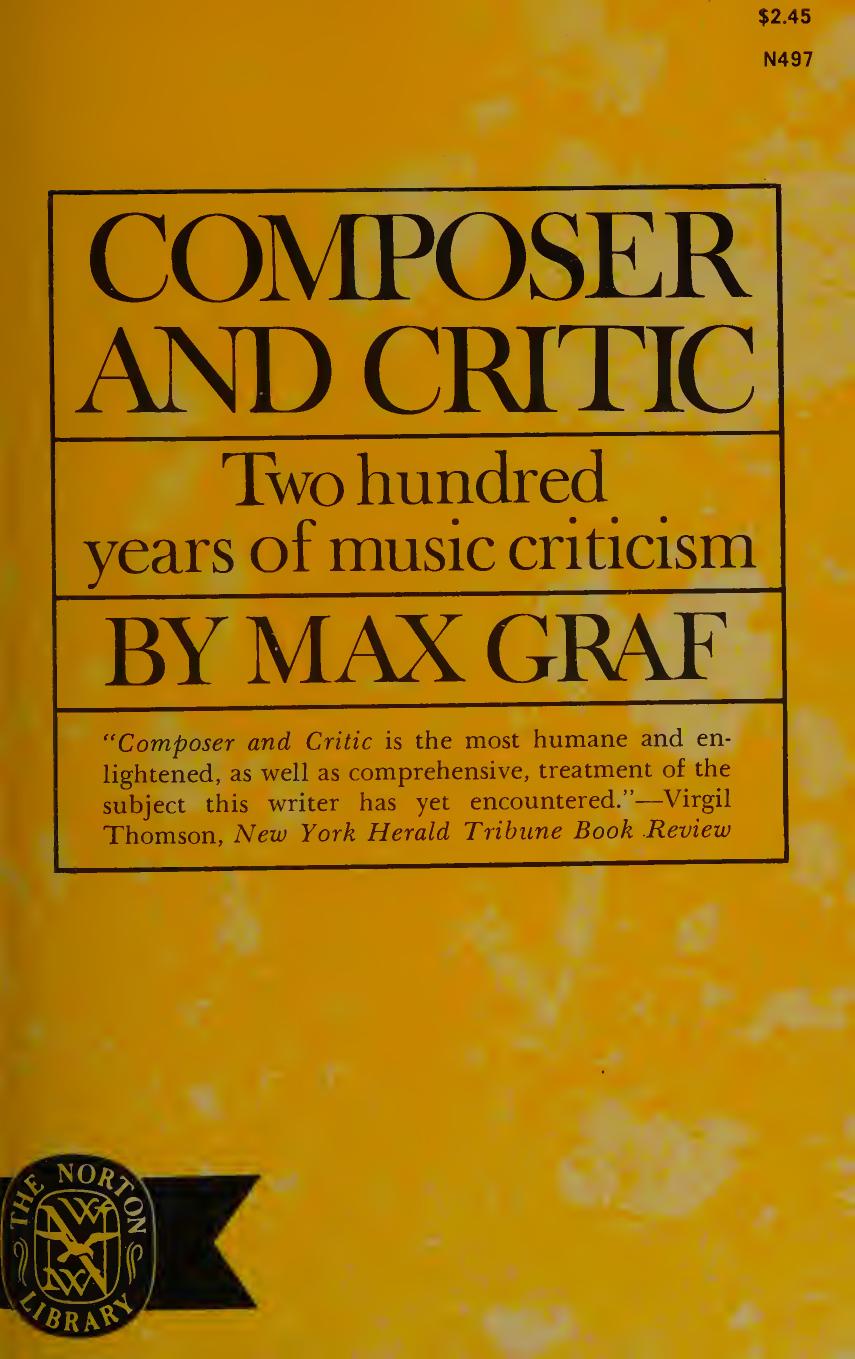 $2.45
N497
COMPOSER
AND CRITIC
Two hundred
years of music criticism
BY MAX GRAF
“Composer and Critic is the most humane and en-
lightened, as well as comprehensive, treatment of the
subject this writer has yet encountered.”—Virgil
Thomson, New York Herald Tribune Book Review
THE NORTON
LIBRARY